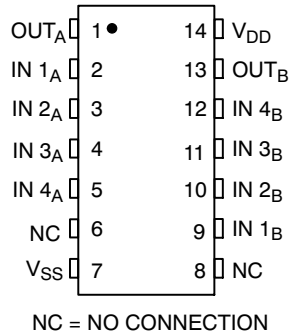 OUTA 1 14 VDD
IN 1A 2 13 OUTB
IN 2A 3 12 IN 4B
IN 3A 4 11 IN 3B
IN 4A 5 10 IN 2B
NC 6 9 IN 1B
VSS 7 8 NC
NC = NO CONNECTION